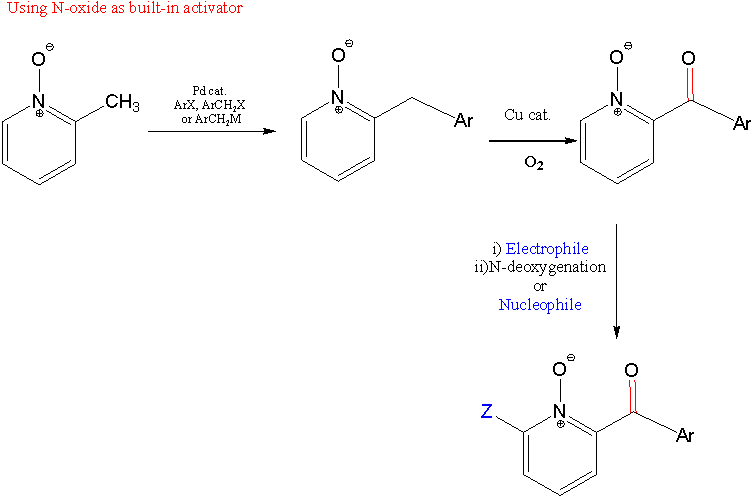 Using N-oxide as built-in activator
O ⊖
N ⊕
CH3
Pd cat.
ArX, ArCH2X
or ArCH2M
O ⊖
N ⊕
Ar
Cu cat.
O2
O ⊖
O
N ⊕
Ar
i) Electrophile
ii)N-deoxygenation
or
Nucleophile
O ⊖
O
Z
N ⊕
Ar